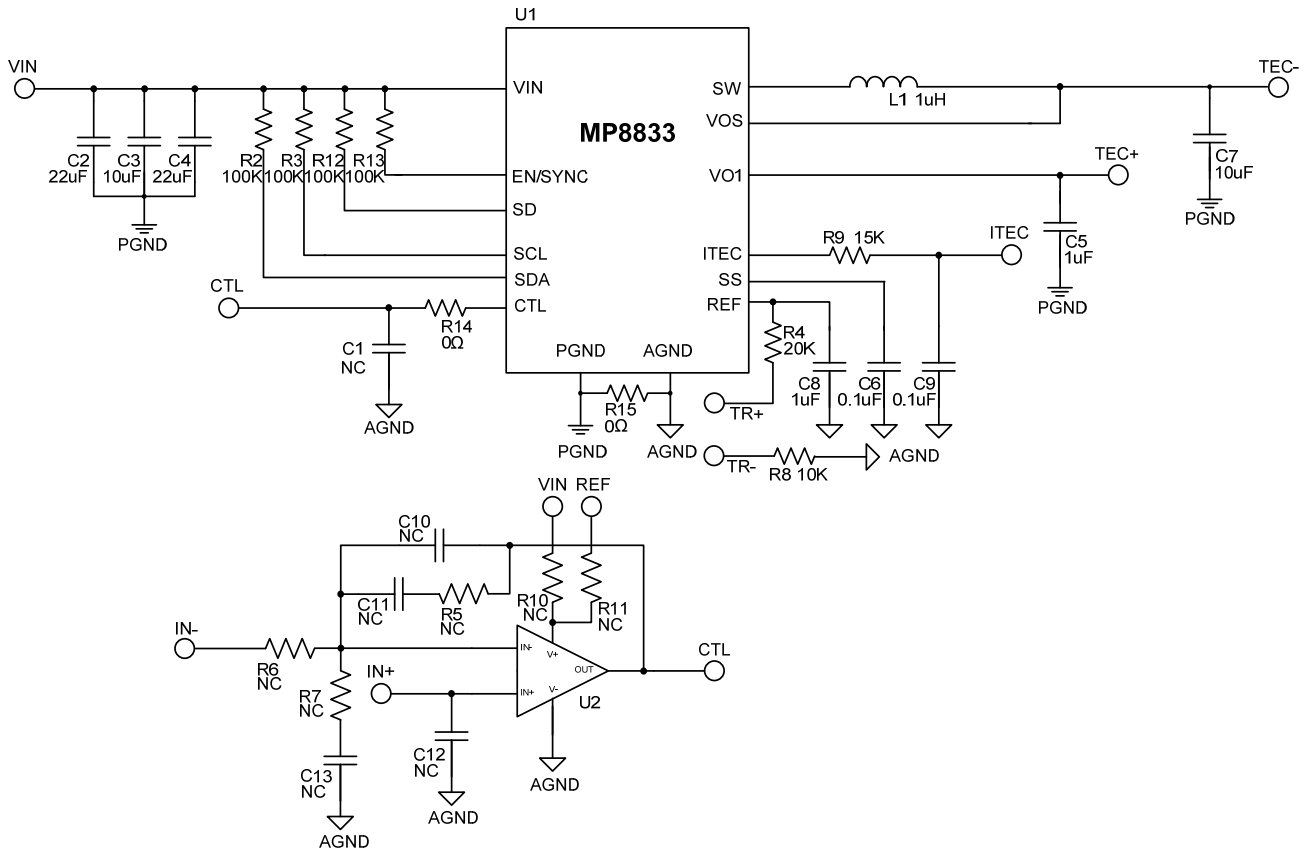 U1
VIN
VIN
SW
TEC-
L1 1uH
VOS
MP8833
C2
22uF
C3
10uF
C4
22uF
R2
100K
R3
100K
R12
100K
R13
100K
EN/SYNC
VO1
TEC+
C7
10uF
SD
PGND
PGND
SCL
ITEC
R9 15K
ITEC
C5
1uF
SDA
SS
CTL
CTL
REF
PGND
R14
0Ω
R4
20K
C1
NC
PGND
AGND
C8
1uF
C6
0.1uF
C9
0.1uF
R15
0Ω
TR+
AGND
PGND
AGND
TR-
R8 10K
AGND
VIN
REF
C10
NC
C11
NC
R5
NC
R10
NC
R11
NC
IN-
IN-
V+
OUT
CTL
R6
NC
R7
NC
IN+
IN+
V-
U2
C12
NC
C13
NC
AGND
AGND
AGND